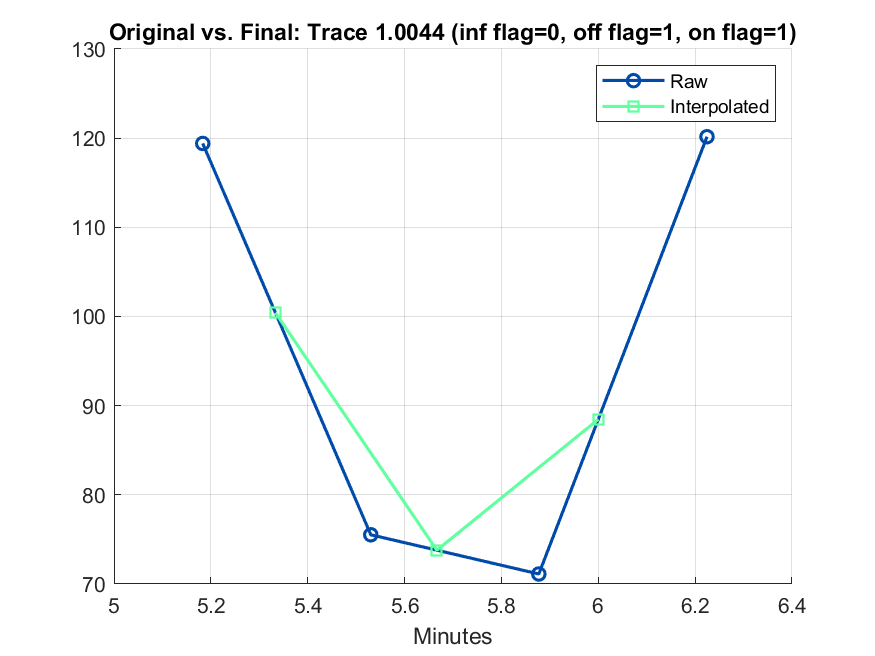 Original vs. Final: Trace 1.0044 (inf flag=0, off flag=1, on flag=1)
130
120
110
100
90
80
70
Raw
Interpolated
5 5.2 5.4 5.6 5.8 6 6.2 6.4
Minutes